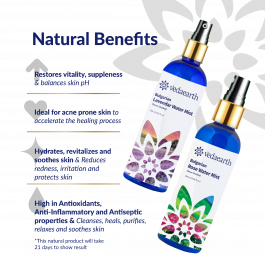 Natural Benefits
Restores vitality, suppleness
& balances skin pH
Ideal for acne prone skin to
accelerate the healing process
Hydrates, revitalizes and
soothes skin & Reduces
redness, irritation and
protects skin
High in Antioxidants,
Anti-Inflammatory and Antiseptic
properties & Cleanses, heals, purifies,
relaxes and soothes skin
*This natural product will take
21 days to show result
vedaearth
Bulgarian
Lavender Water Mist
vedaearth
Bulgarian
Rose Water Mist